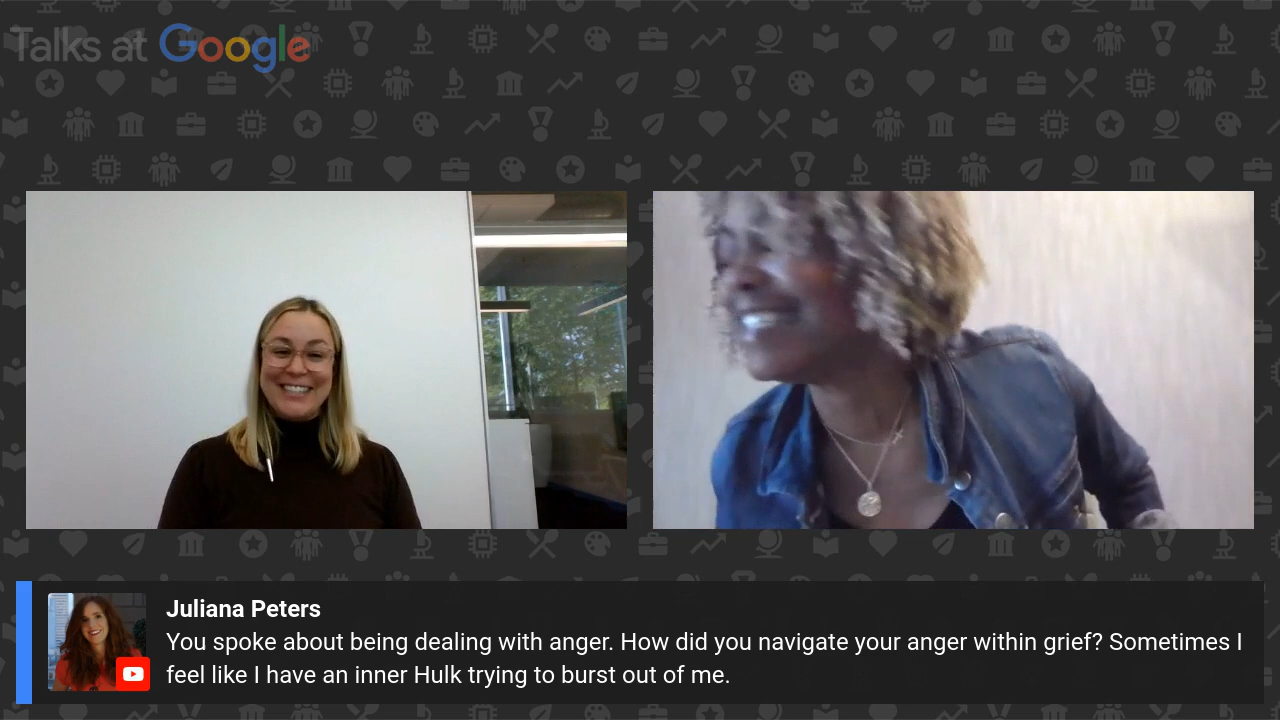 Talks at Google
Juliana Peters
You spoke about being dealing with anger. How did you navigate your anger within grief? Sometimes I
feel like I have an inner Hulk trying to burst out of me.